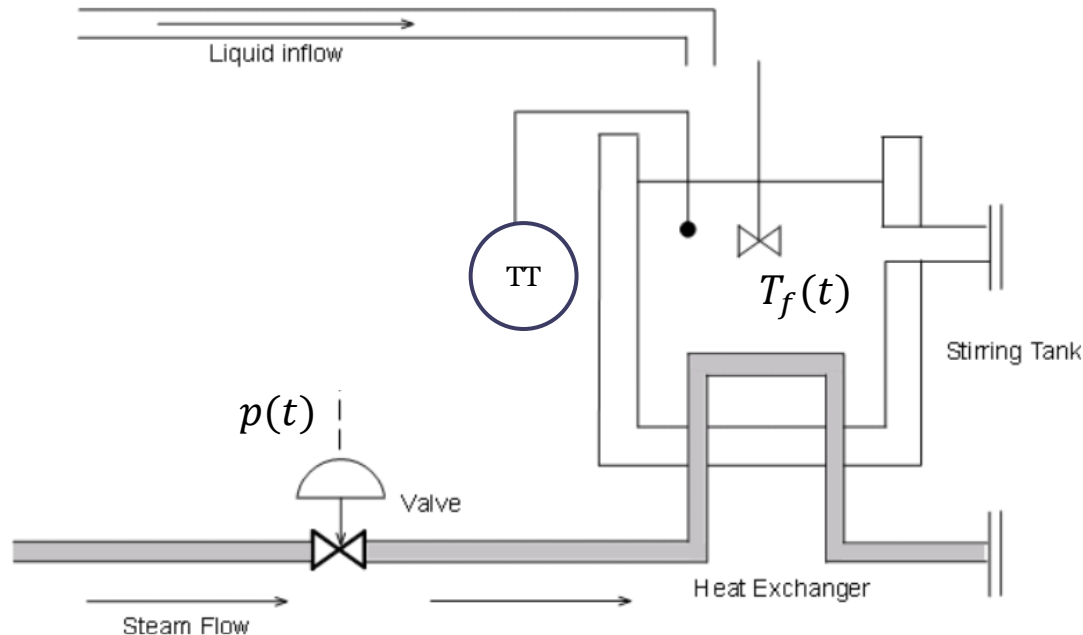 Liquid inflow
TT
T_f(t)
Stirring Tank
p(t)
Valve
Heat Exchanger
Steam Flow